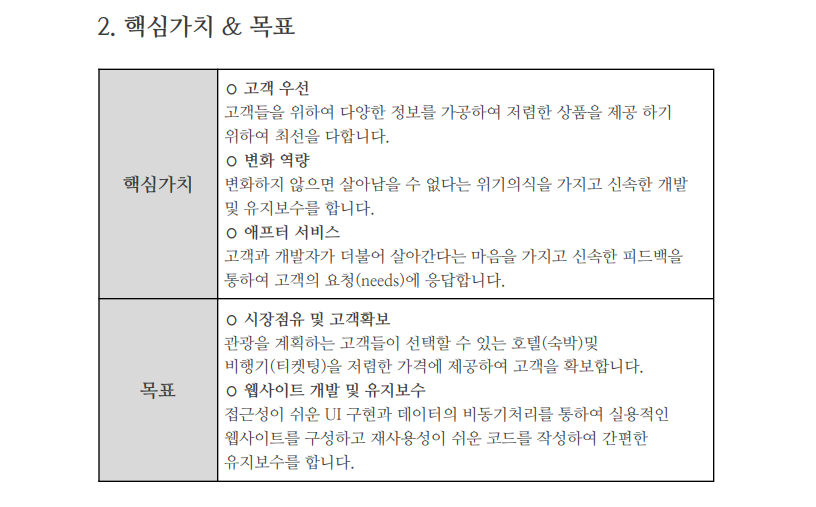 2. 핵심가치 & 목표
핵심가치
ㅇ 고객 우선
고객들을 위하여 다양한 정보를 가공하여 저렴한 상품을 제공 하기
위하여 최선을 다합니다.
ㅇ 변화 역량
변화하지 않으면 살아남을 수 없다는 위기의식을 가지고 신속한 개발
및 유지보수를 합니다.
ㅇ 애프터 서비스
고객과 개발자가 더불어 살아간다는 마음을 가지고 신속한 피드백을
통하여 고객의 요청(needs)에 응답합니다.
목표
ㅇ 시장점유 및 고객확보
관광을 계획하는 고객들이 선택할 수 있는 호텔(숙박)및
비행기(티켓팅)을 저렴한 가격에 제공하여 고객을 확보합니다.
ㅇ 웹사이트 개발 및 유지보수
접근성이 쉬운 UI 구현과 데이터의 비동기처리를 통하여 실용적인
웹사이트를 구성하고 재사용성이 쉬운 코드를 작성하여 간편한
유지보수를 합니다.